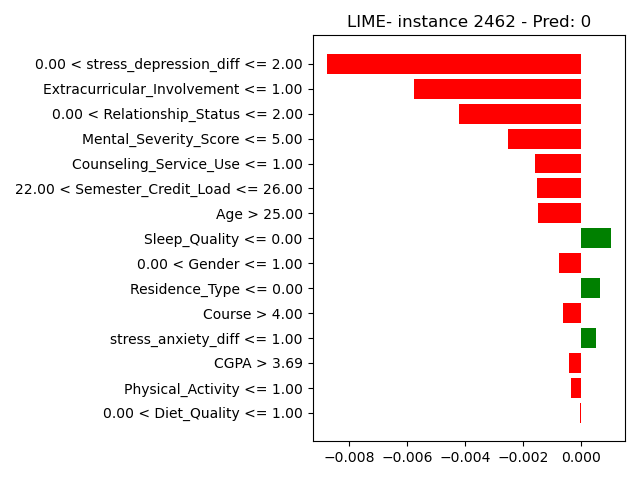 LIME- instance 2462 - Pred: 0
0.00 < stress_depression_diff <= 2.00
Extracurricular_Involvement <= 1.00
0.00 < Relationship_Status <= 2.00
Mental_Severity_Score <= 5.00
Counseling_Service_Use <= 1.00
22.00 < Semester_Credit_Load <= 26.00
Age > 25.00
Sleep_Quality <= 0.00
0.00 < Gender <= 1.00
Residence_Type <= 0.00
Course > 4.00
stress_anxiety_diff <= 1.00
CGPA > 3.69
Physical_Activity <= 1.00
0.00 < Diet_Quality <= 1.00
−0.008 −0.006 −0.004 −0.002 0.000